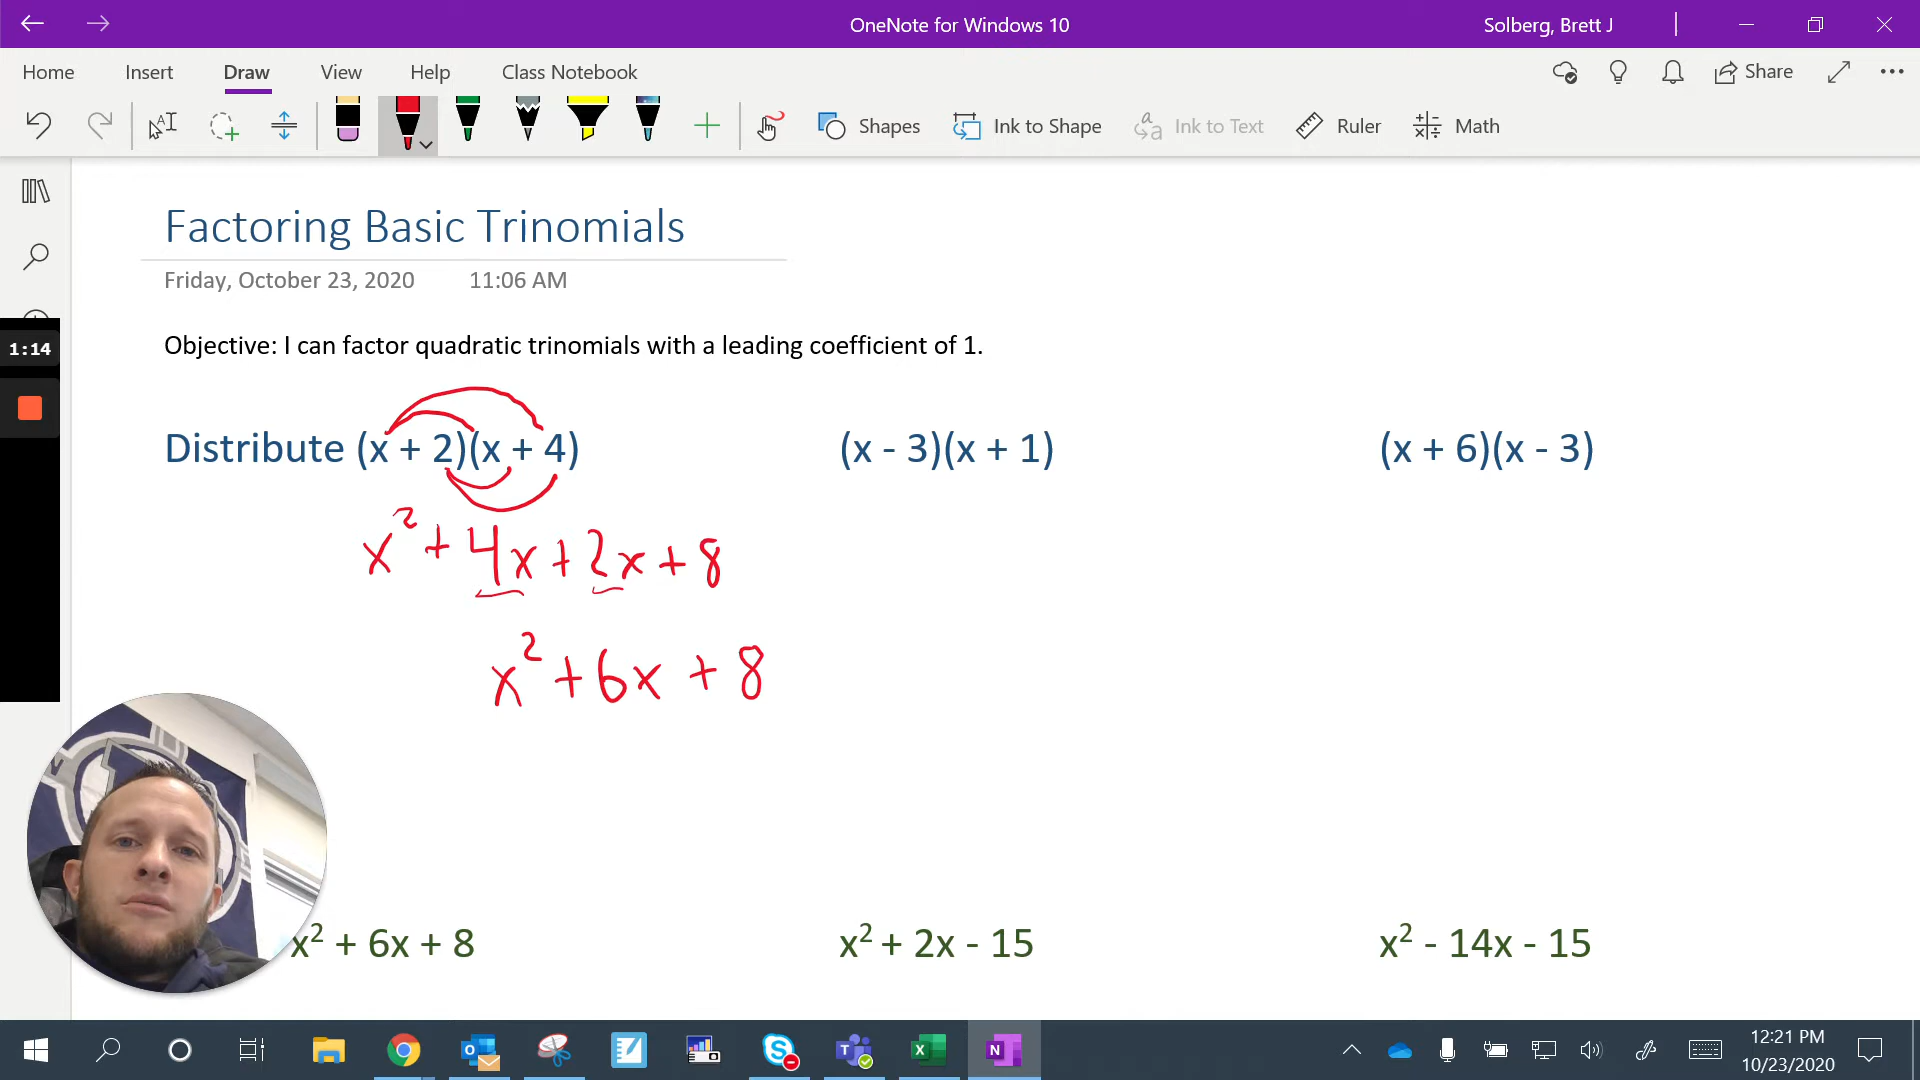 OneNote for Windows 10
Solberg, Brett J
Home Insert Draw View Help Class Notebook
Share
Shapes Ink to Shape Ink to Text Ruler Math
Factoring Basic Trinomials
Friday, October 23, 2020 11:06 AM
1:14
Objective: I can factor quadratic trinomials with a leading coefficient of 1.
Distribute (x + 2)(x + 4) (x - 3)(x + 1) (x + 6)(x - 3)
x² + 4x + 2x + 8
x² + 6x + 8
x² + 6x + 8 x² + 2x - 15 x² - 14x - 15
12:21 PM
10/23/2020